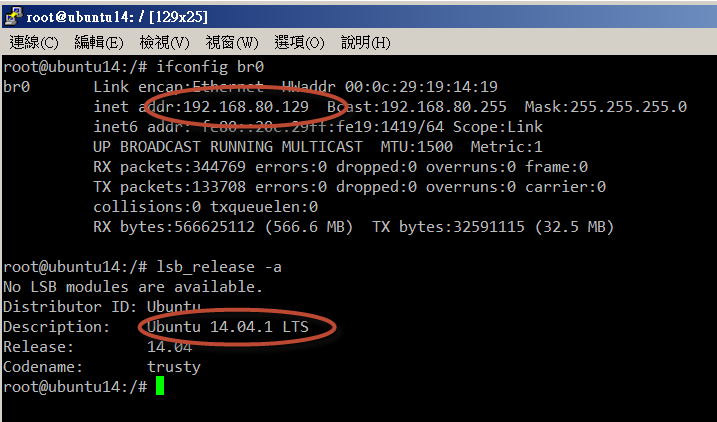 root@ubuntu14: / [129x25]
連線(C) 編輯(E) 檢視(V) 視窗(W) 選項(O) 說明(H)
root@ubuntu14:/# ifconfig br0
br0 Link encap:Ethernet HWaddr 00:0c:29:19:14:19
inet addr:192.168.80.129 Bcast:192.168.80.255 Mask:255.255.255.0
inet6 addr: fe80::20c:29ff:fe19:1419/64 Scope:Link
UP BROADCAST RUNNING MULTICAST MTU:1500 Metric:1
RX packets:344769 errors:0 dropped:0 overruns:0 frame:0
TX packets:133708 errors:0 dropped:0 overruns:0 carrier:0
collisions:0 txqueuelen:0
RX bytes:566625112 (566.6 MB) TX bytes:32591115 (32.5 MB)
root@ubuntu14:/# lsb_release -a
No LSB modules are available.
Distributor ID: Ubuntu
Description: Ubuntu 14.04.1 LTS
Release: 14.04
Codename: trusty
root@ubuntu14:/#